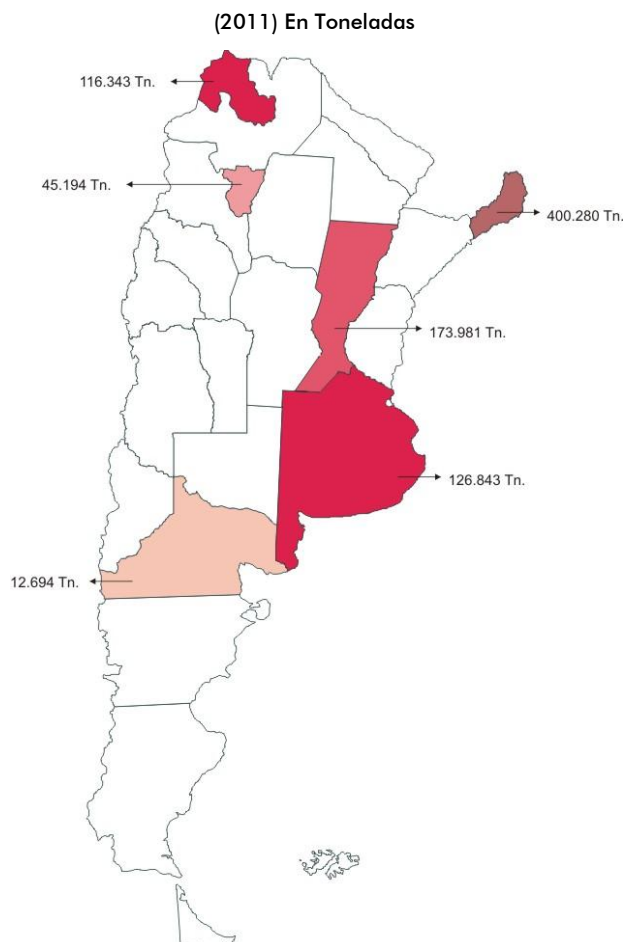 (2011) En Toneladas
116.343 Tn.
45.194 Tn.
400.280 Tn.
173.981 Tn.
126.843 Tn.
12.694 Tn.